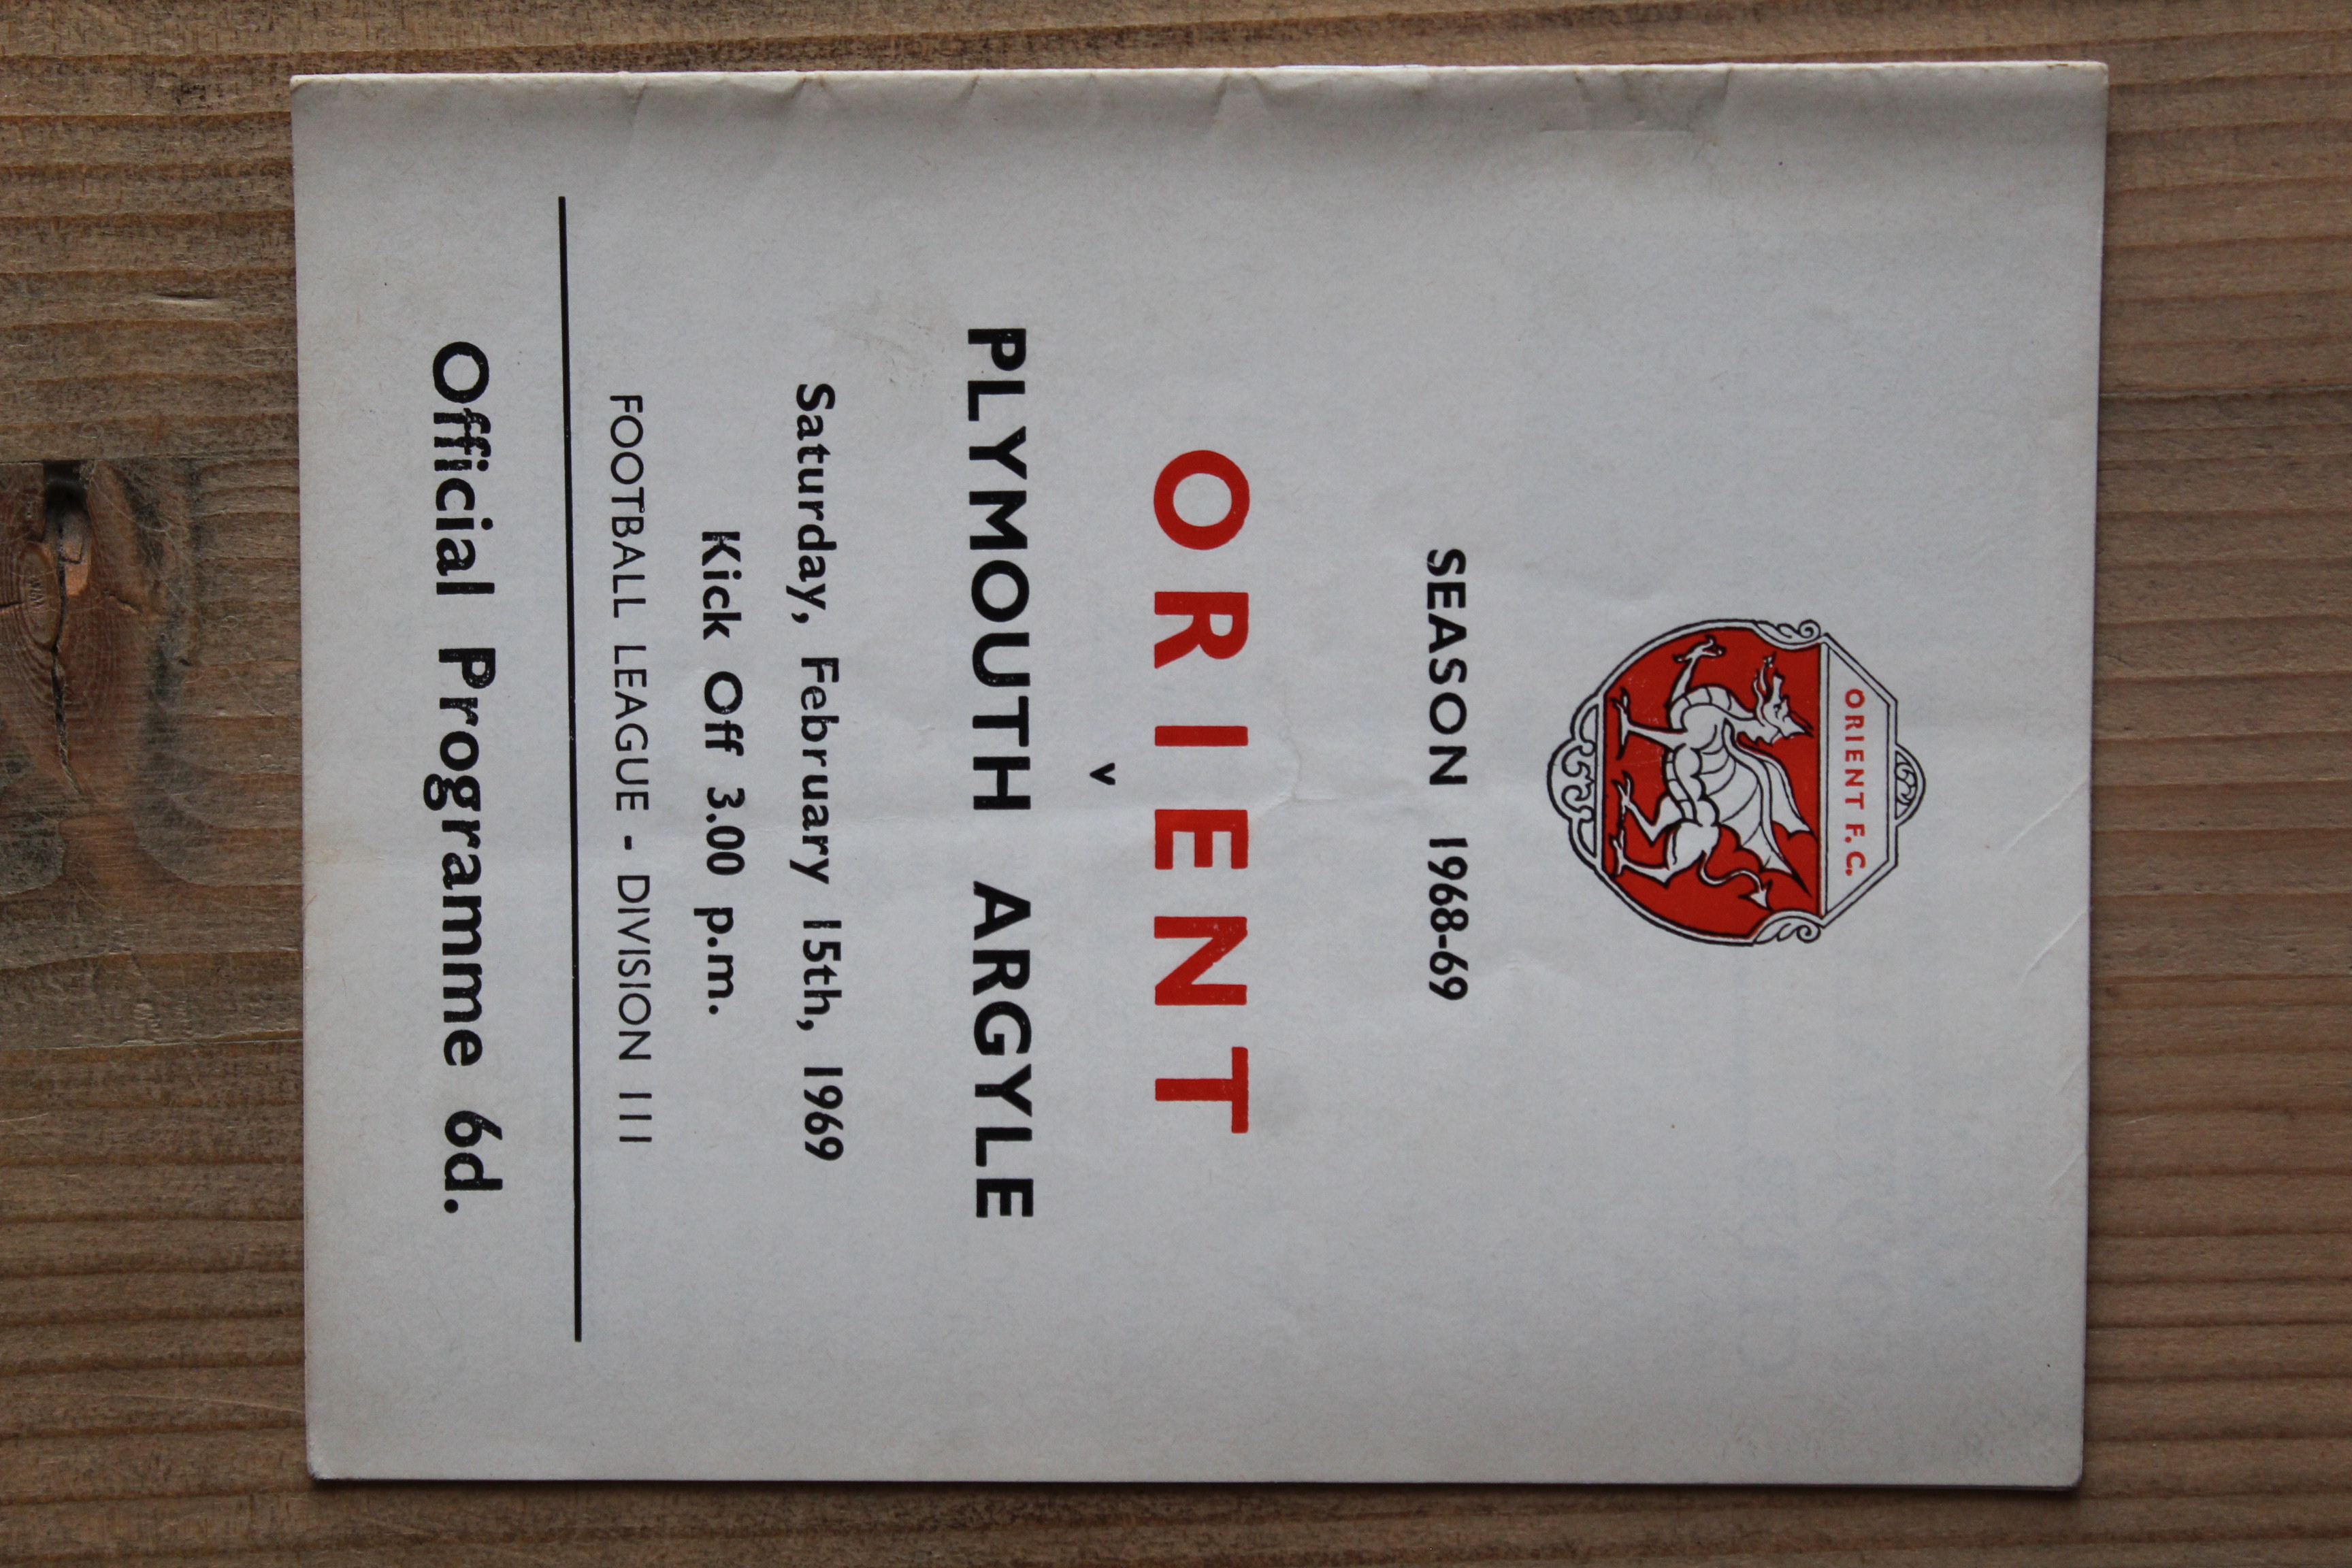 ORIENT F.C.
SEASON 1968-69
ORIENT
v
PLYMOUTH ARGYLE
Saturday, February 15th, 1969
Kick Off 3.00 p.m.
FOOTBALL LEAGUE - DIVISION III
Official Programme 6d.